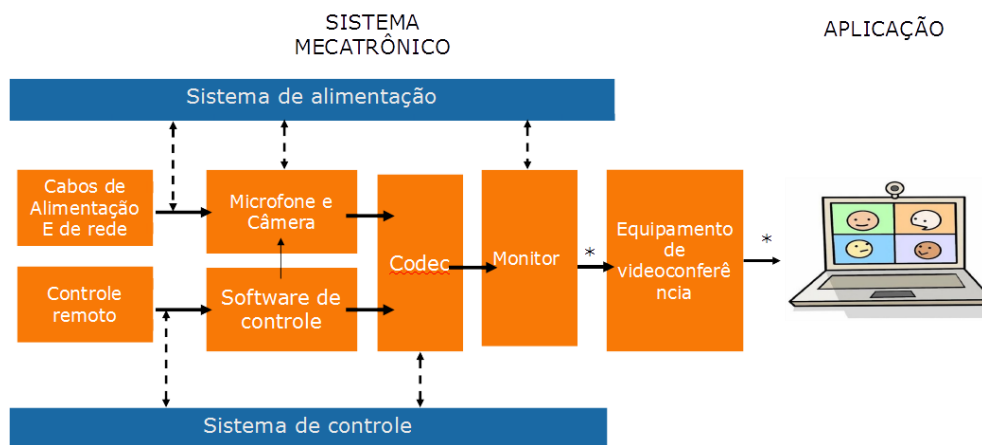 SISTEMA
MECATRÔNICO
APLICAÇÃO
Sistema de alimentação
Cabos de
Alimentação
E de rede
Microfone e
Câmera
Codec
Monitor
*
Equipamento
de
videoconferê
ncia
*
Controle
remoto
Software de
controle
Sistema de controle